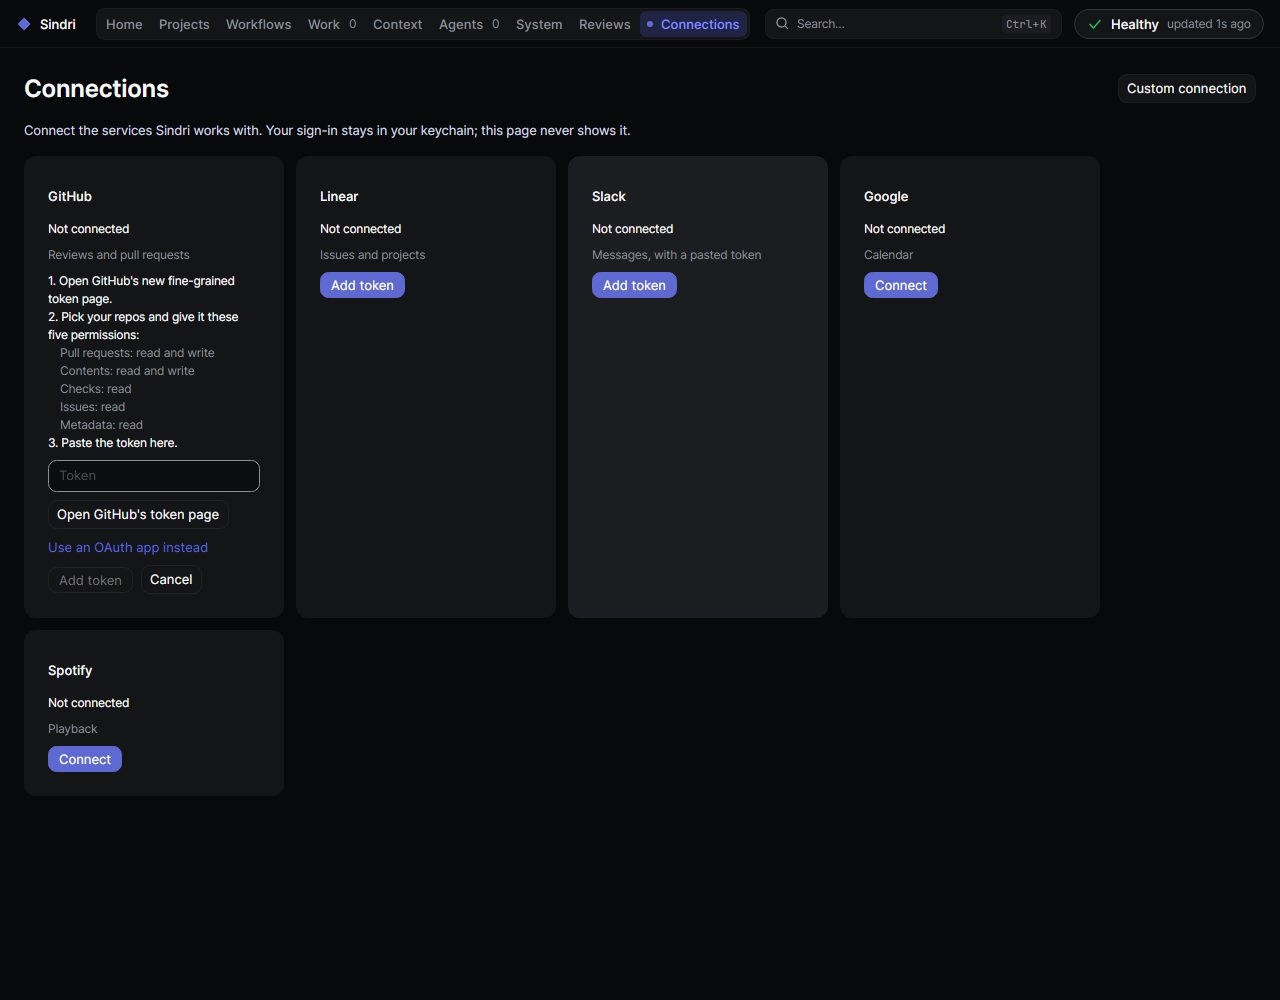 Sindri
Home Projects Workflows Work 0 Context Agents 0 System Reviews Connections
Search... Ctrl+K
Healthy updated 1s ago
Connections
Custom connection
Connect the services Sindri works with. Your sign-in stays in your keychain; this page never shows it.
GitHub
Not connected
Reviews and pull requests
1. Open GitHub's new fine-grained
token page.
2. Pick your repos and give it these
five permissions:
Pull requests: read and write
Contents: read and write
Checks: read
Issues: read
Metadata: read
3. Paste the token here.
Token
Open GitHub's token page
Use an OAuth app instead
Add token Cancel
Linear
Not connected
Issues and projects
Add token
Slack
Not connected
Messages, with a pasted token
Add token
Google
Not connected
Calendar
Connect
Spotify
Not connected
Playback
Connect